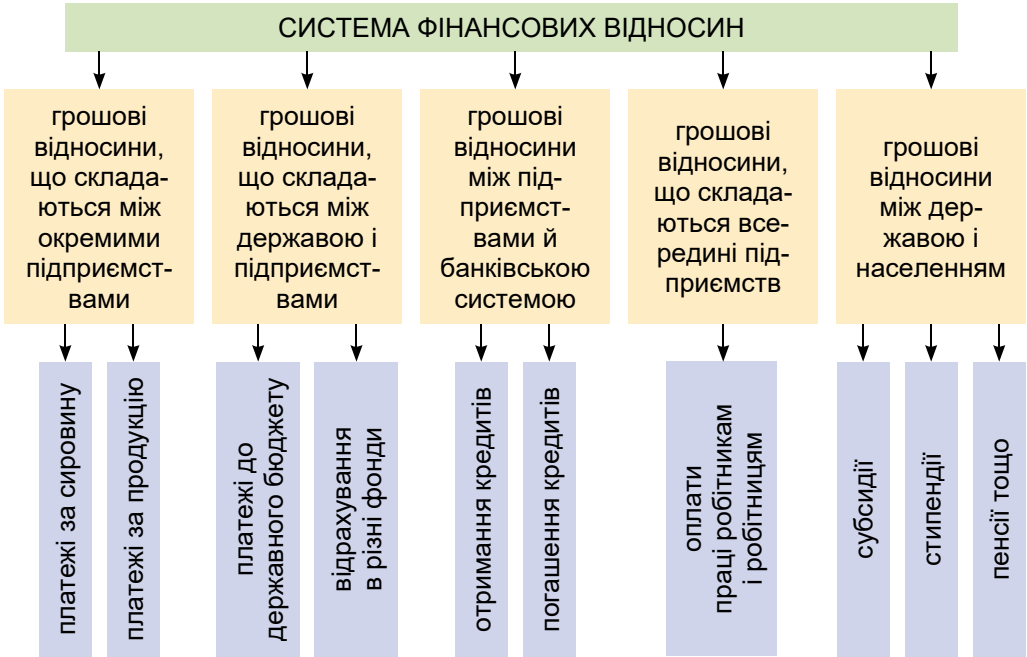 СИСТЕМА ФІНАНСОВИХ ВІДНОСИН
грошові
відносини,
що склада-
ються між
окремими
підприємст-
вами
грошові
відносини,
що склада-
ються між
державою і
підприємст-
вами
грошові
відносини
між під-
приємст-
вами й
банківською
системою
грошові
відносини,
що склада-
ються все-
редині під-
приємств
грошові
відносини
між дер-
жавою і
населенням
платежі за сировину
платежі за продукцію
платежі до
державного бюджету
відрахування
в різні фонди
отримання кредитів
погашення кредитів
оплати
праці робітникам
і робітницям
субсидії
стипендії
пенсії тощо